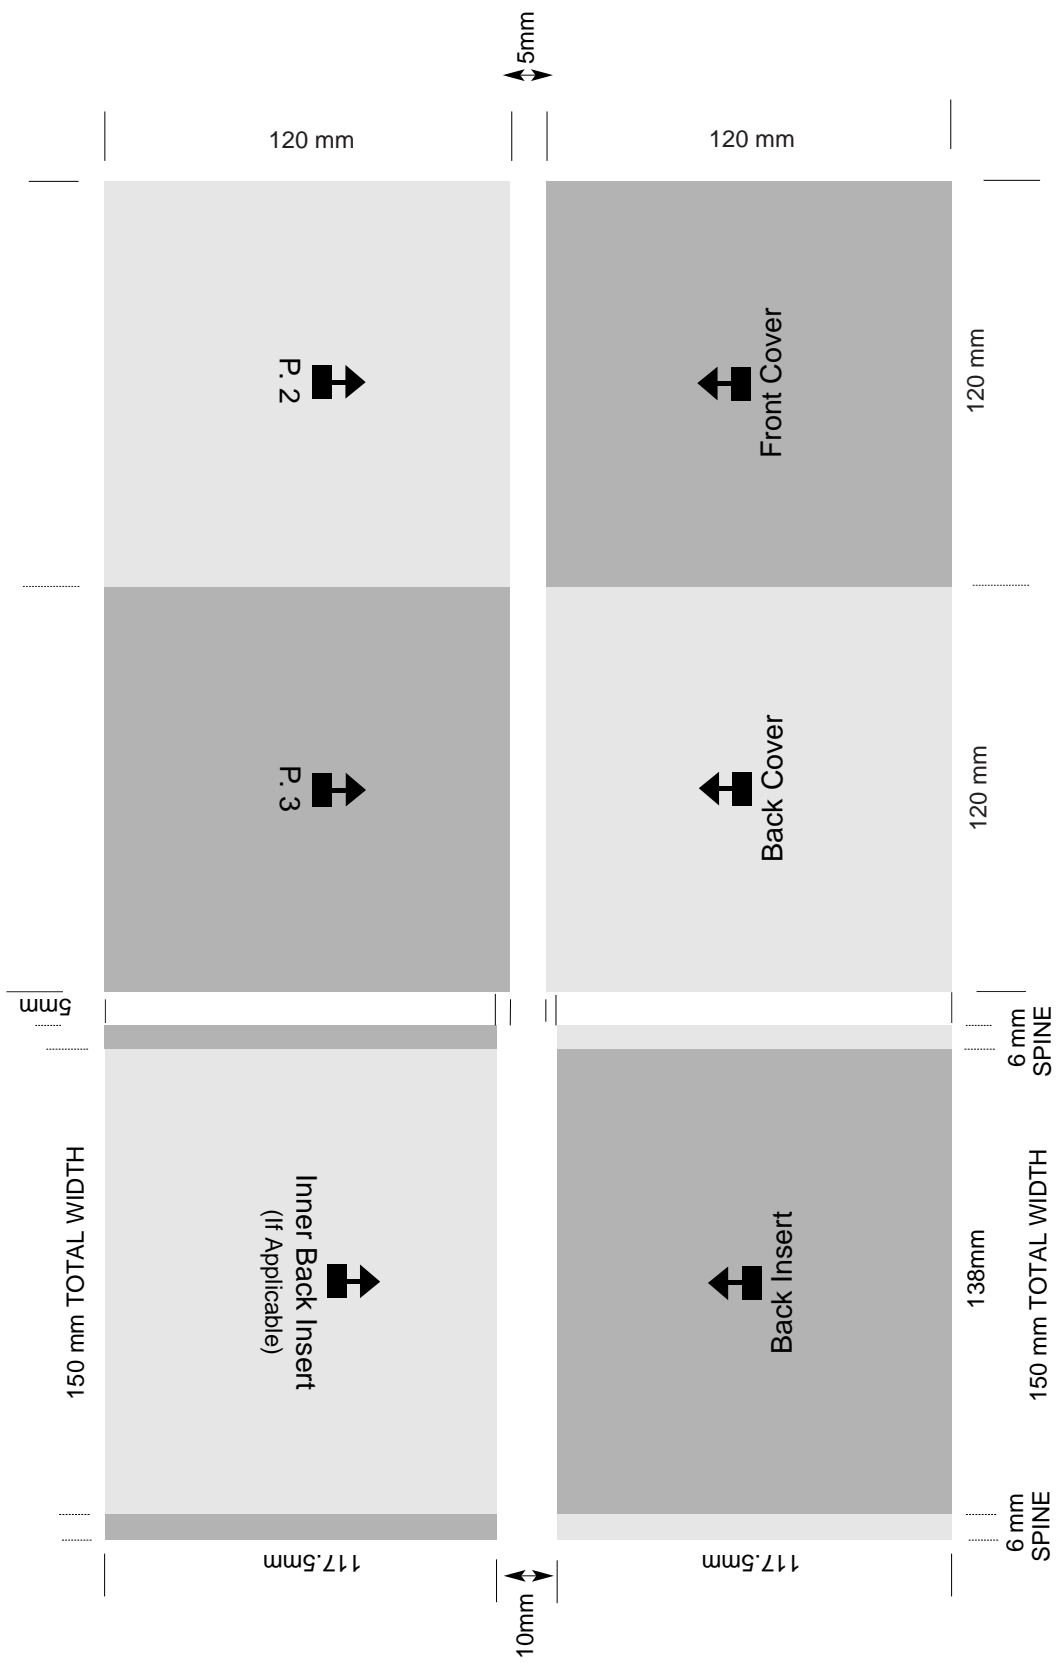 5mm
120 mm
120 mm
P. 2
Front Cover
120 mm
P. 3
Back Cover
120 mm
5mm
6 mm
SPINE
150 mm TOTAL WIDTH
Inner Back Insert
(If Applicable)
Back Insert
138mm
150 mm TOTAL WIDTH
6 mm
SPINE
117.5mm
117.5mm
10mm